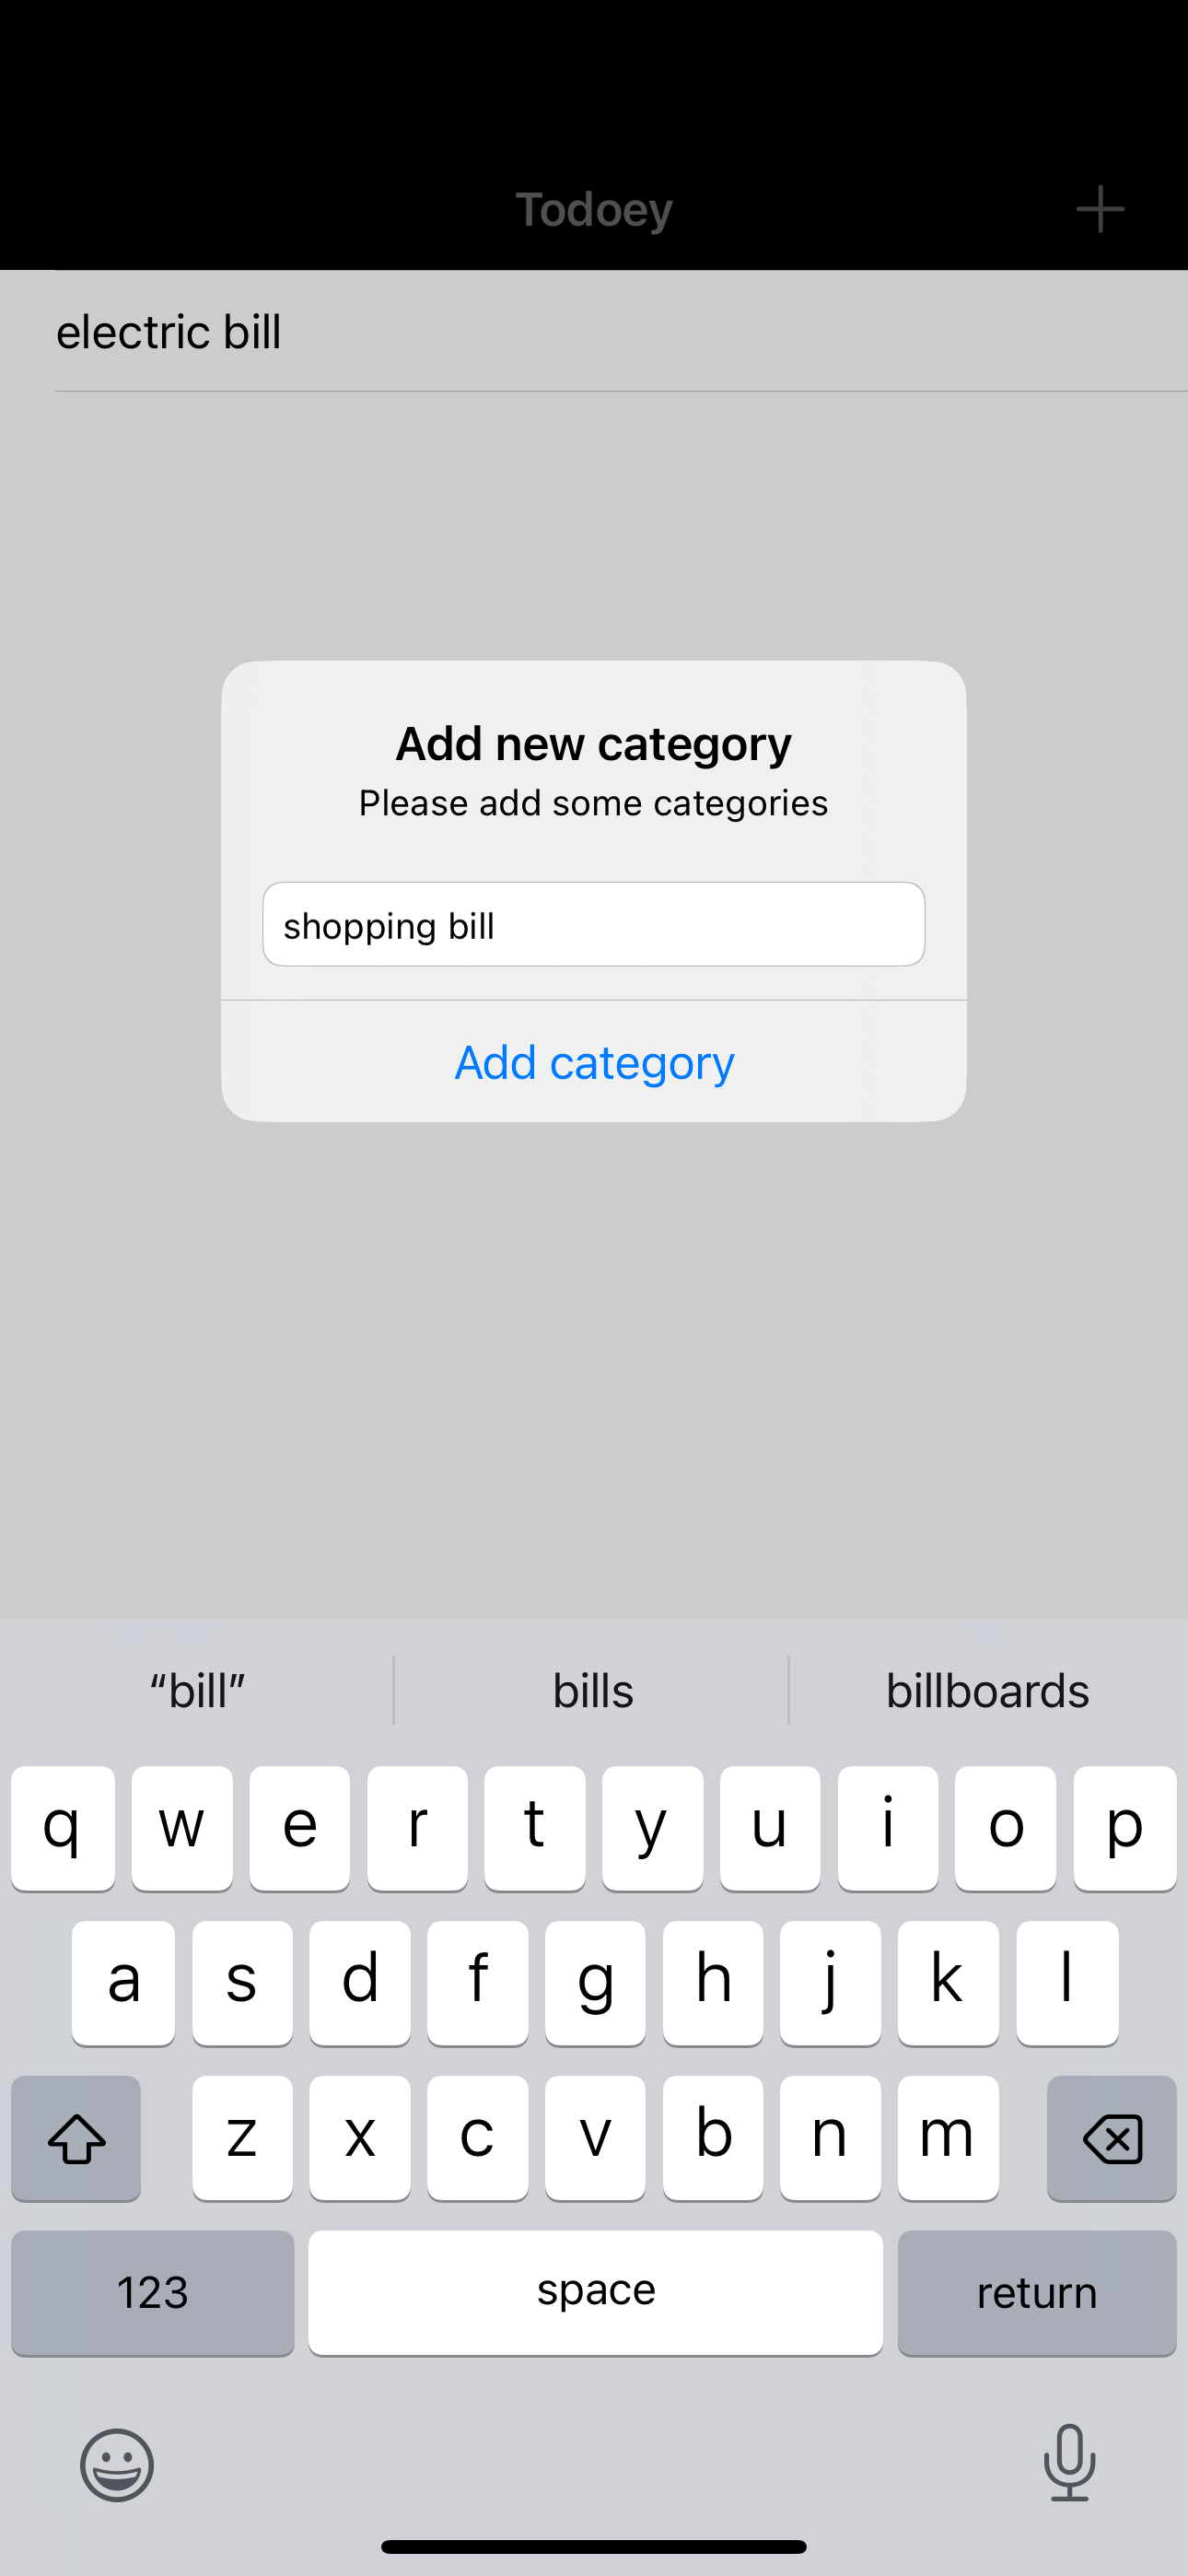 Todoey
electric bill
Add new category
Please add some categories
shopping bill
Add category
“bill” bills billboards
q w e r t y u i o p
a s d f g h j k l
z x c v b n m
123 space return